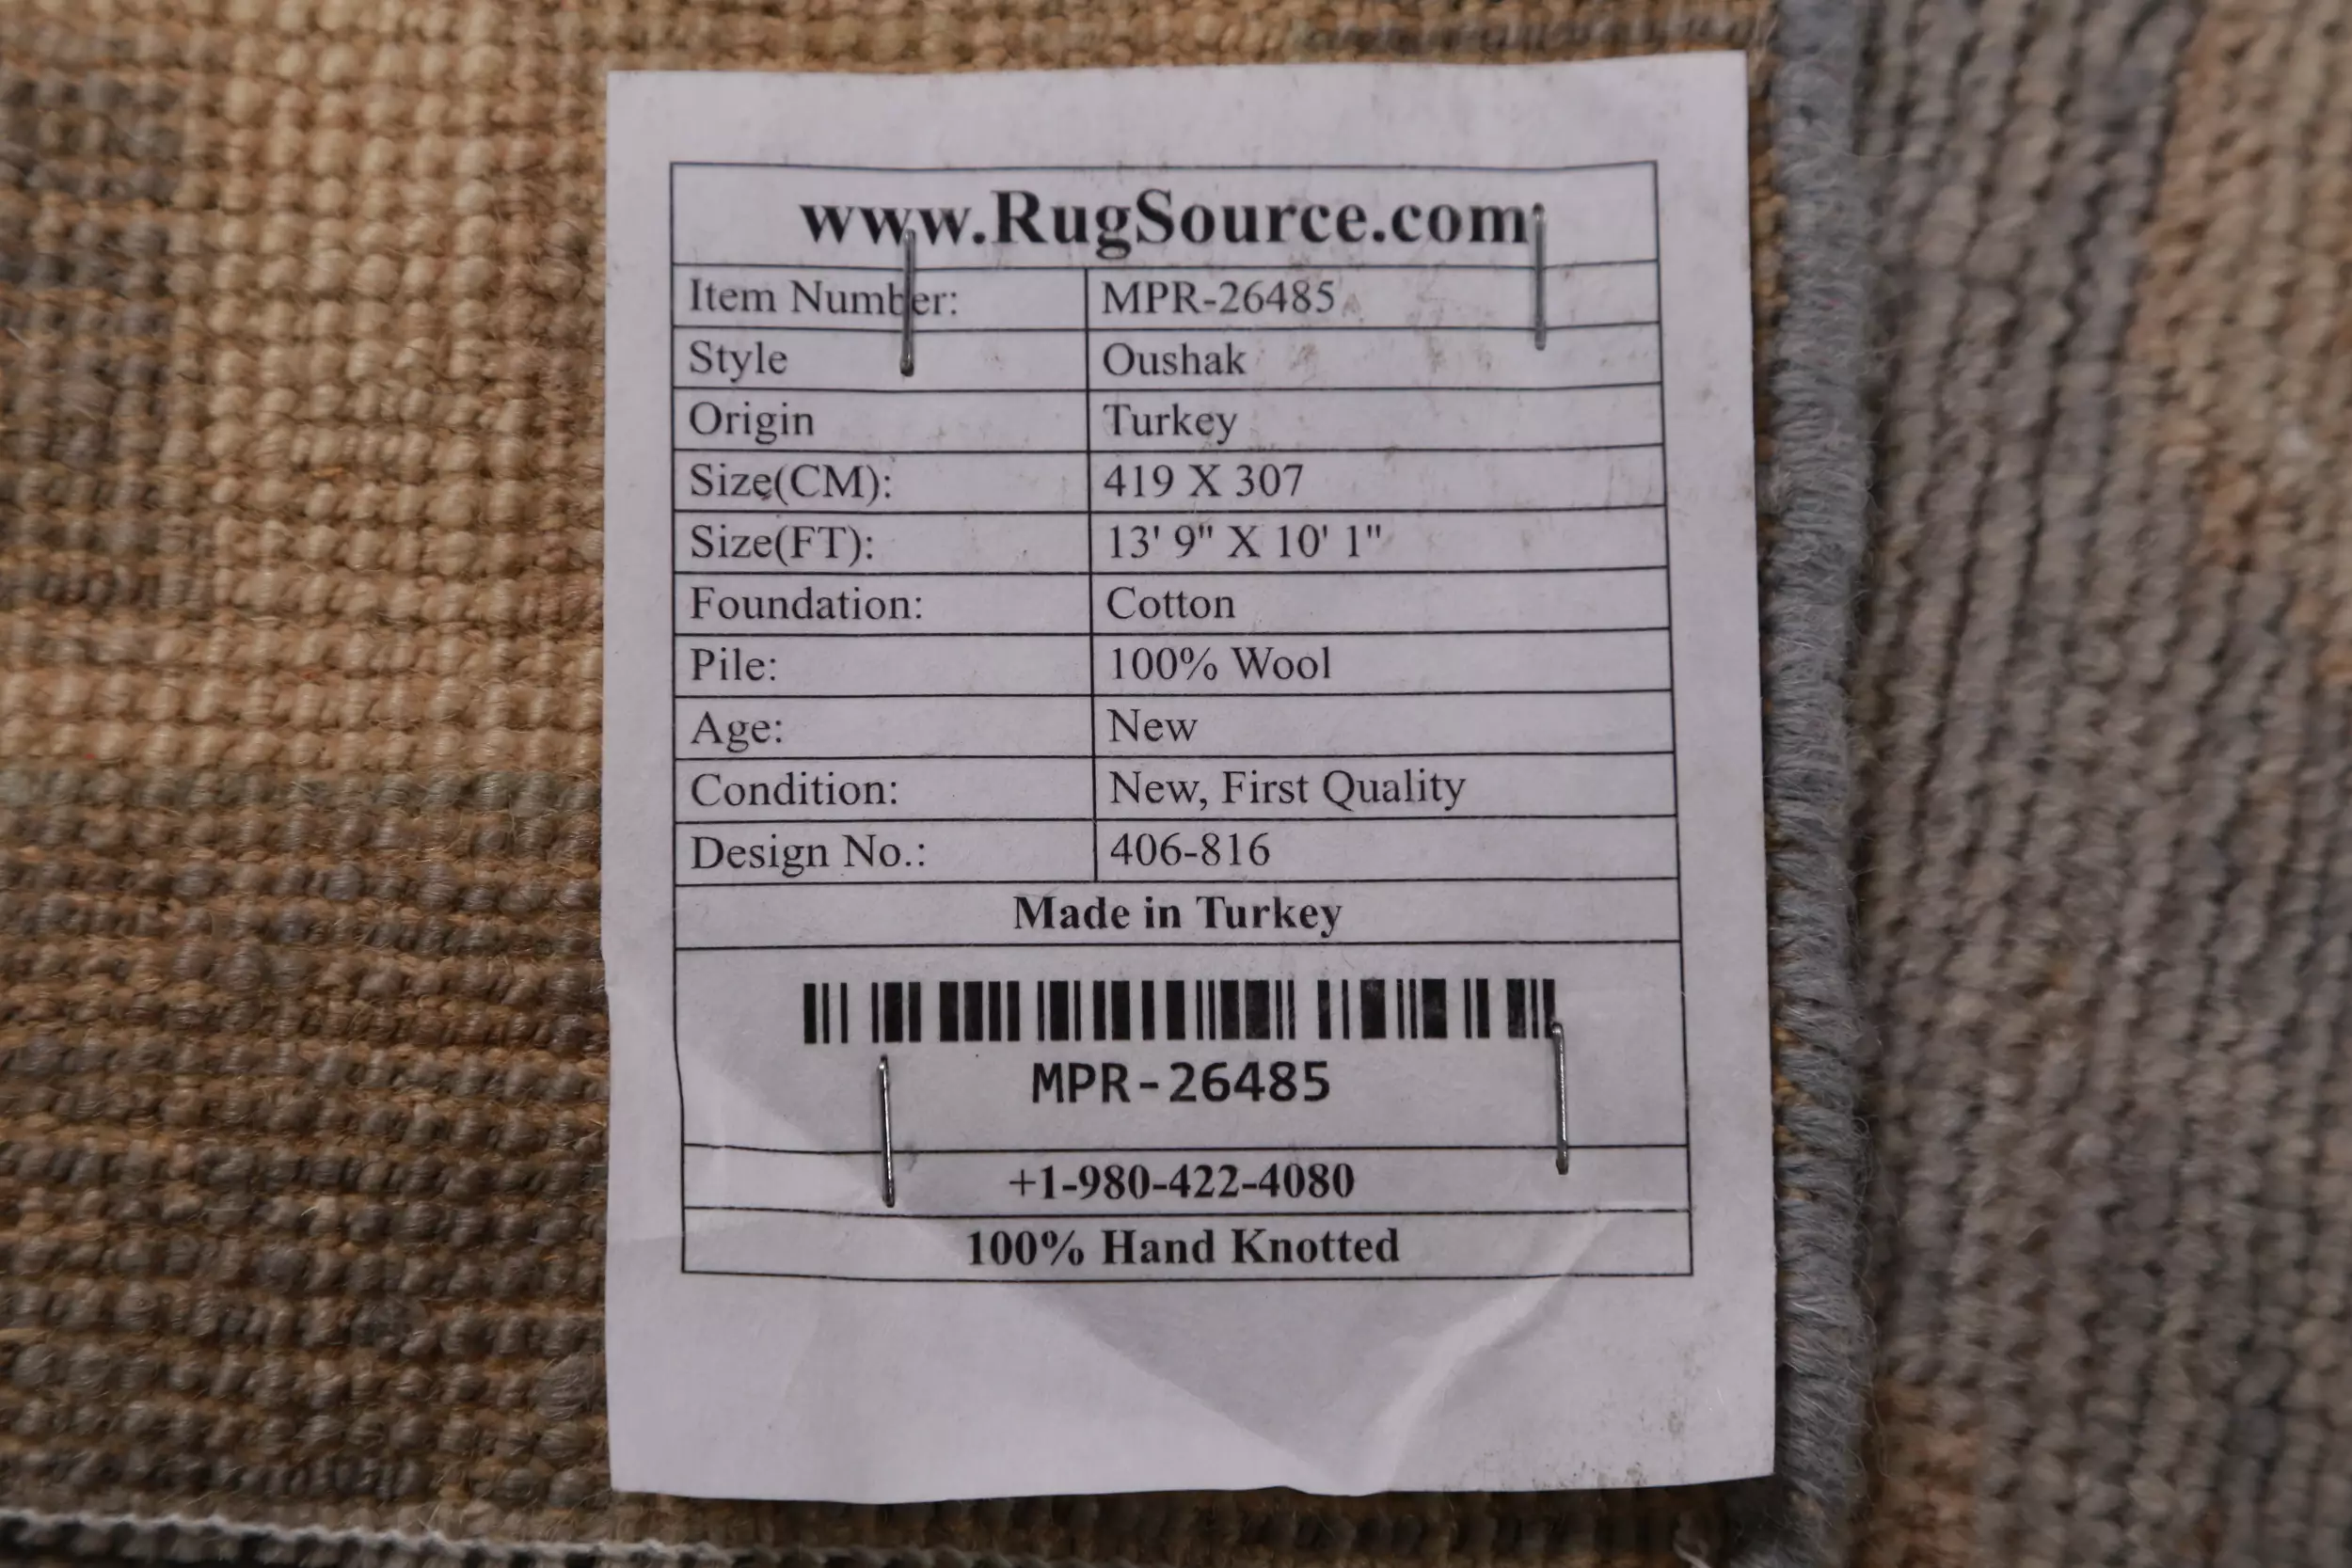 www.RugSource.com
Item Number: MPR-26485
Style Oushak
Origin Turkey
Size(CM): 419 X 307
Size(FT): 13' 9" X 10' 1"
Foundation: Cotton
Pile: 100% Wool
Age: New
Condition: New, First Quality
Design No.: 406-816
Made in Turkey
MPR-26485
+1-980-422-4080
100% Hand Knotted